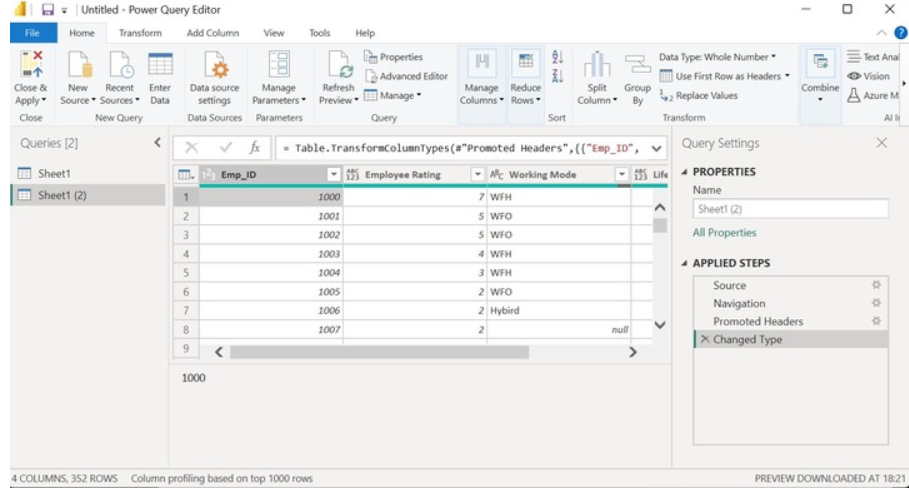 Untitled - Power Query Editor
File Home Transform Add Column View Tools Help
Close & Apply
New Source
Recent Sources
Enter Data
Data source settings
Manage Parameters
Refresh Preview
Properties
Advanced Editor
Manage
Manage Columns
Reduce Rows
Split Column
Group By
Data Type: Whole Number
Use First Row as Headers
Replace Values
Combine
Text Anal
Vision
Azure M
Close New Query Data Sources Parameters Query Sort Transform AI I
Queries [2]
Sheet1
Sheet1 (2)
fx = Table.TransformColumnTypes(#"Promoted Headers",{{"Emp_ID",
Emp_ID Employee Rating Working Mode Life
1 1000 7 WFH
2 1001 5 WFO
3 1002 5 WFO
4 1003 4 WFH
5 1004 3 WFH
6 1005 2 WFO
7 1006 2 Hybird
8 1007 2 null
9
1000
Query Settings
PROPERTIES
Name
Sheet1 (2)
All Properties
APPLIED STEPS
Source
Navigation
Promoted Headers
Changed Type
4 COLUMNS, 352 ROWS Column profiling based on top 1000 rows
PREVIEW DOWNLOADED AT 18:21